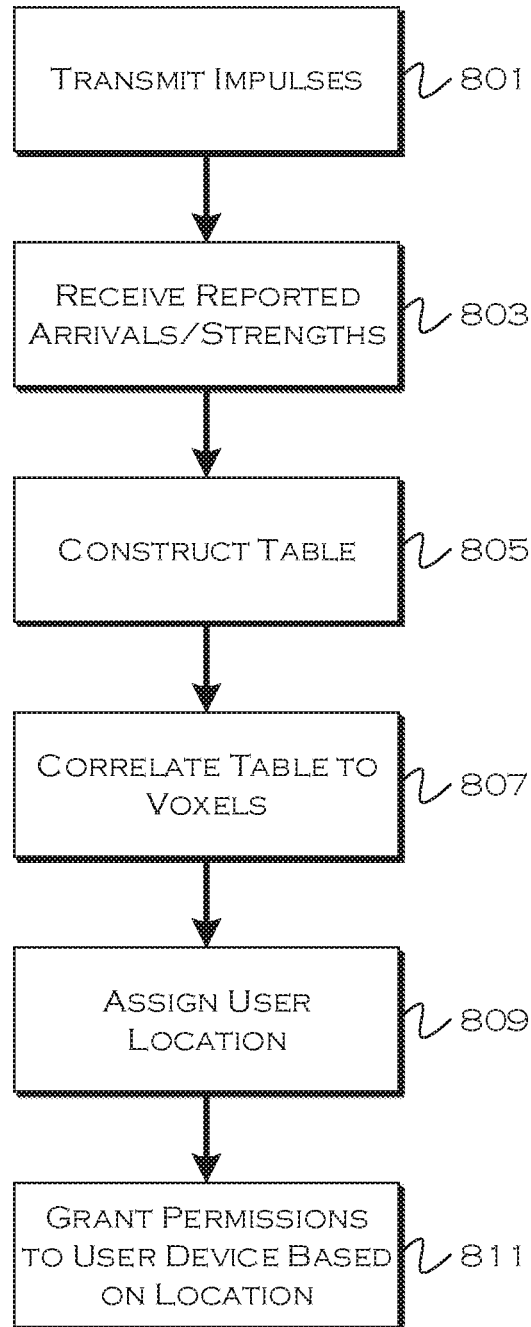 TRANSMIT IMPULSES
801
RECEIVE REPORTED
ARRIVALS/STRENGTHS
803
CONSTRUCT TABLE
805
CORRELATE TABLE TO
VOXELS
807
ASSIGN USER
LOCATION
809
GRANT PERMISSIONS
TO USER DEVICE BASED
ON LOCATION
811